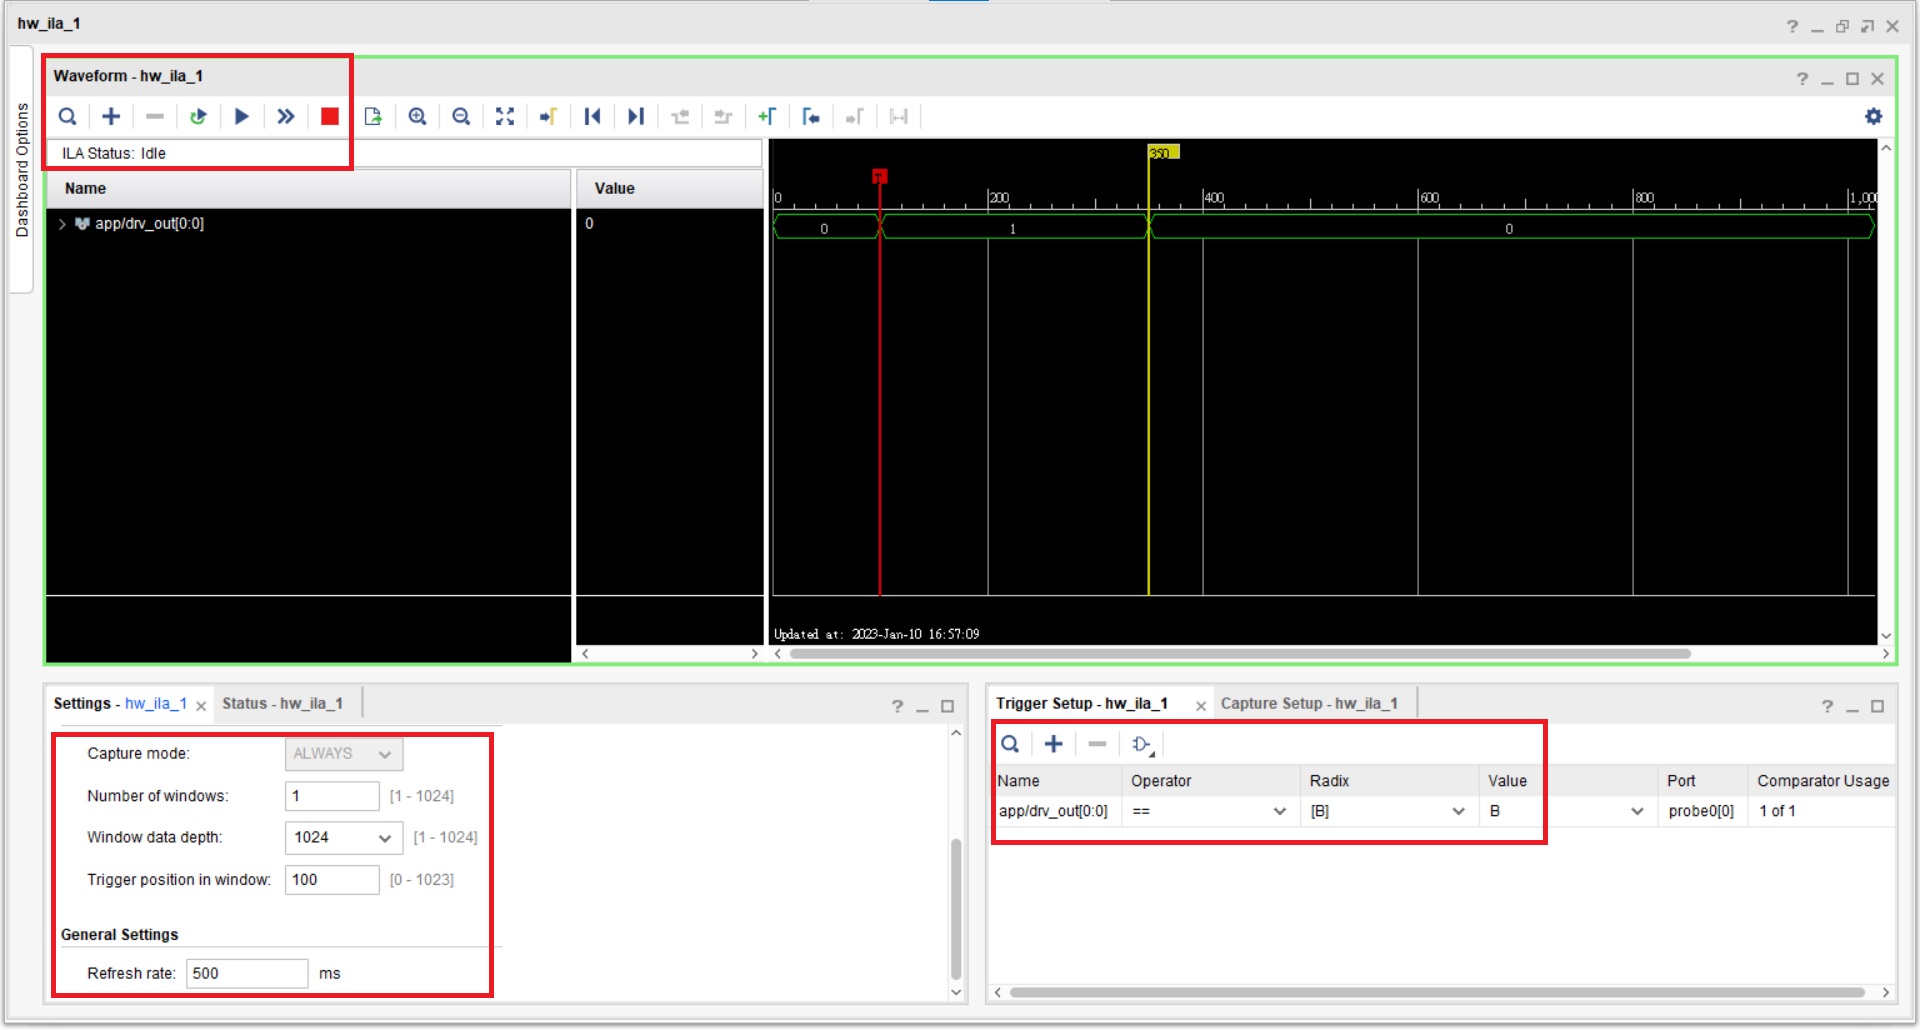 hw_ila_1
Dashboard Options
Waveform - hw_ila_1
ILA Status: Idle
Name Value
app/drv_out[0:0] 0
350
T
0 200 400 600 800 1,000
0 1 0
Updated at: 2023-Jan-10 16:57:09
Settings - hw_ila_1 Status - hw_ila_1
Capture mode: ALWAYS
Number of windows: 1 [1 - 1024]
Window data depth: 1024 [1 - 1024]
Trigger position in window: 100 [0 - 1023]
General Settings
Refresh rate: 500 ms
Trigger Setup - hw_ila_1 Capture Setup - hw_ila_1
Name Operator Radix Value Port Comparator Usage
app/drv_out[0:0] == [B] B probe0[0] 1 of 1